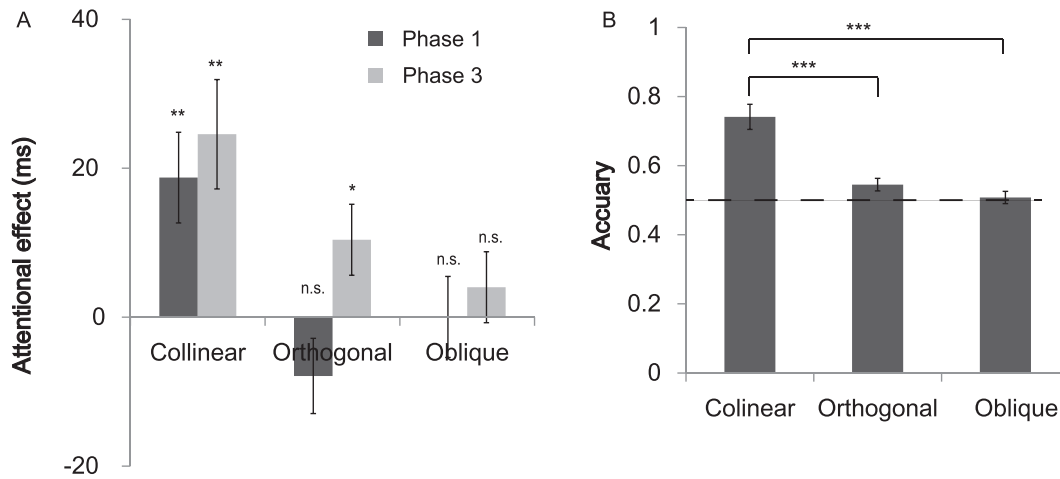 A
40
20
0
-20
Attentional effect (ms)
Phase 1
Phase 3
**
**
n.s.
*
n.s.
n.s.
Collinear Orthogonal Oblique
B
1
0.8
0.6
0.4
0.2
0
Accuary
***
***
Colinear Orthogonal Oblique